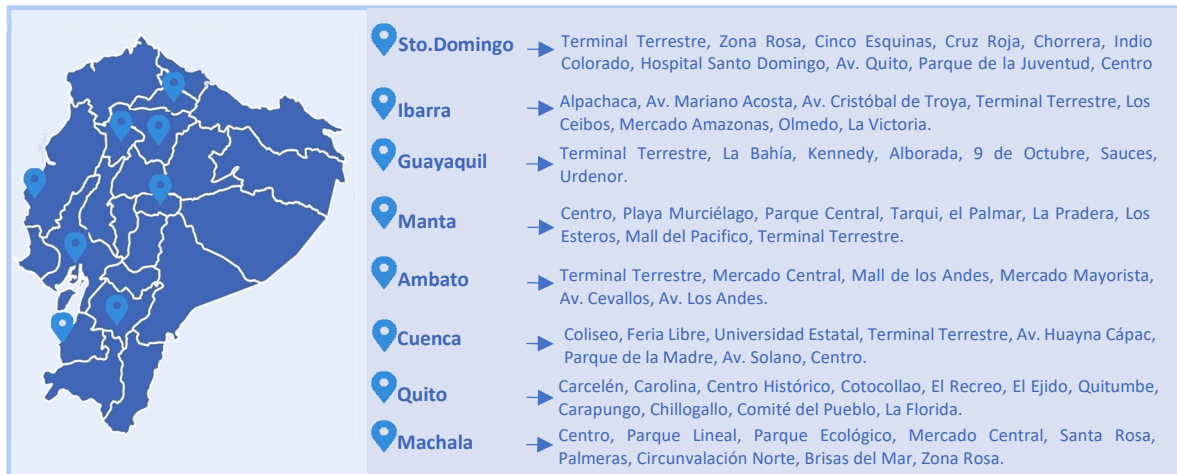 Sto.Domingo
Terminal Terrestre, Zona Rosa, Cinco Esquinas, Cruz Roja, Chorrera, Indio
Colorado, Hospital Santo Domingo, Av. Quito, Parque de la Juventud, Centro
Ibarra
Alpachaca, Av. Mariano Acosta, Av. Cristóbal de Troya, Terminal Terrestre, Los
Ceibos, Mercado Amazonas, Olmedo, La Victoria.
Guayaquil
Terminal Terrestre, La Bahía, Kennedy, Alborada, 9 de Octubre, Sauces,
Urdenor.
Manta
Centro, Playa Murciélago, Parque Central, Tarqui, el Palmar, La Pradera, Los
Esteros, Mall del Pacifico, Terminal Terrestre.
Ambato
Terminal Terrestre, Mercado Central, Mall de los Andes, Mercado Mayorista,
Av. Cevallos, Av. Los Andes.
Cuenca
Coliseo, Feria Libre, Universidad Estatal, Terminal Terrestre, Av. Huayna Cápac,
Parque de la Madre, Av. Solano, Centro.
Quito
Carcelén, Carolina, Centro Histórico, Cotocollao, El Recreo, El Ejido, Quitumbe,
Carapungo, Chillogallo, Comité del Pueblo, La Florida.
Machala
Centro, Parque Lineal, Parque Ecológico, Mercado Central, Santa Rosa,
Palmeras, Circunvalación Norte, Brisas del Mar, Zona Rosa.